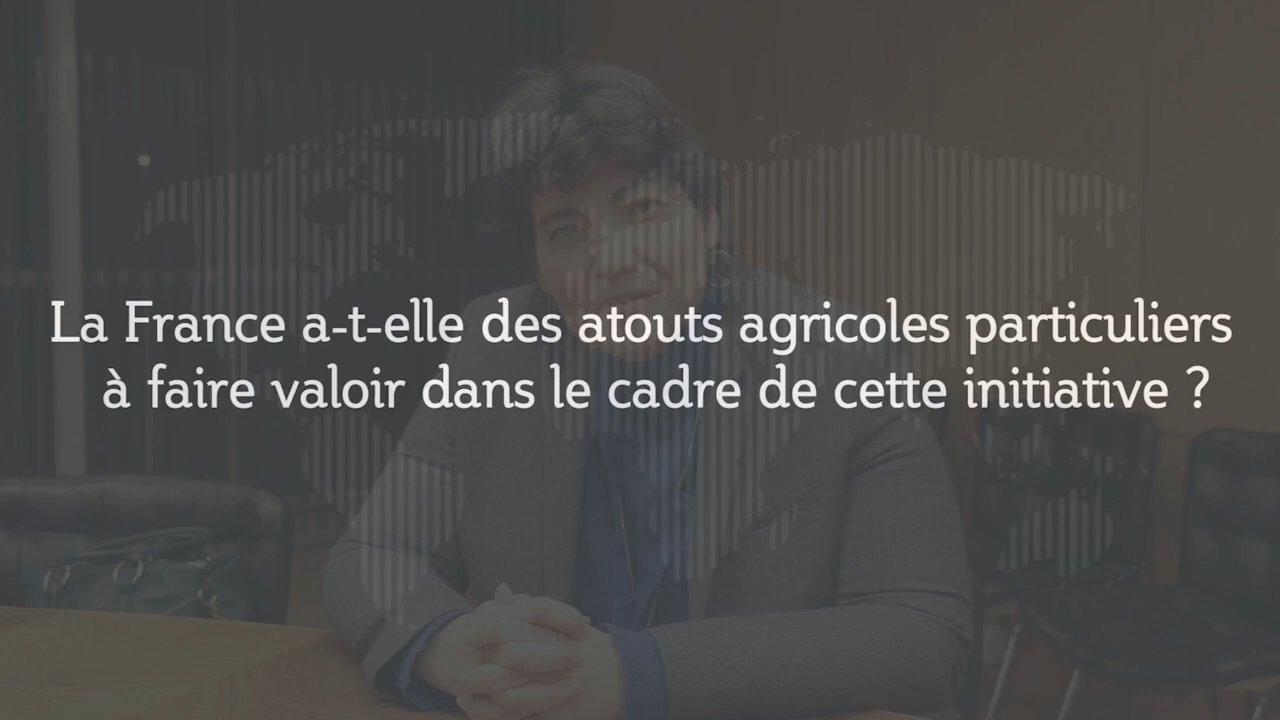 La France a-t-elle des atouts agricoles particuliers
à faire valoir dans le cadre de cette initiative ?